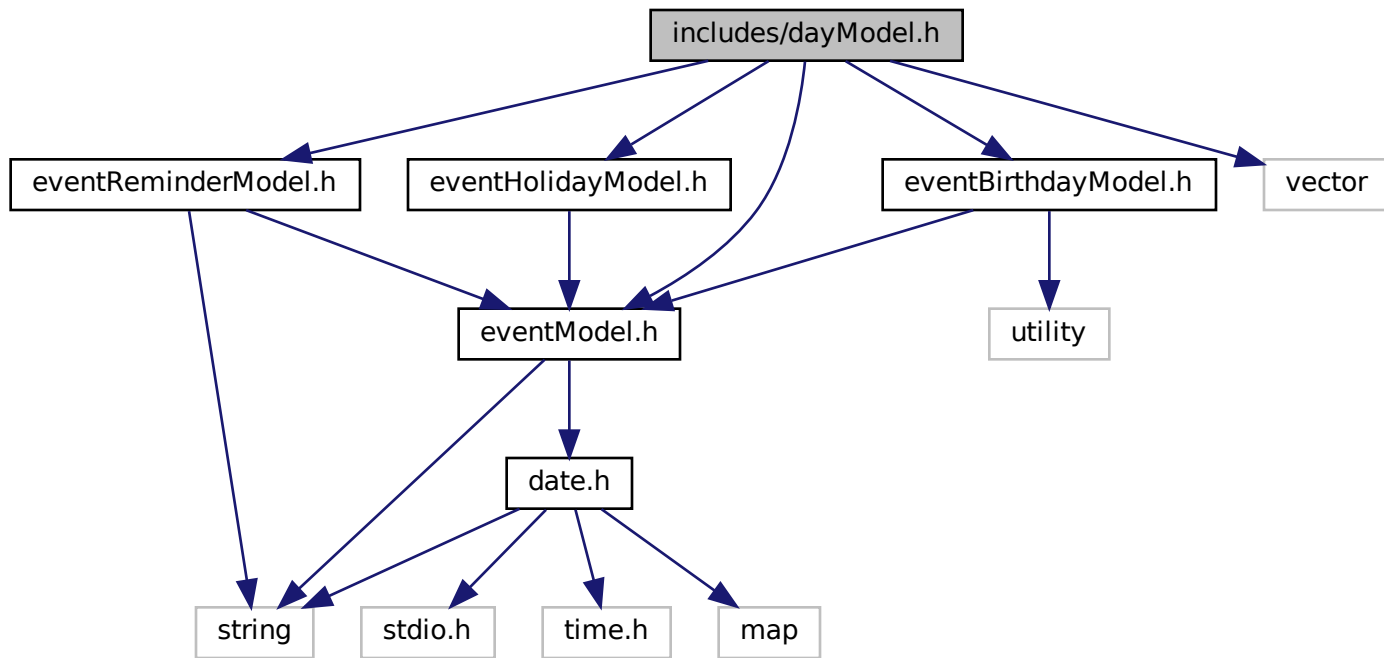 includes/dayModel.h
eventReminderModel.h
eventHolidayModel.h
eventBirthdayModel.h
vector
eventModel.h
utility
date.h
string
stdio.h
time.h
map